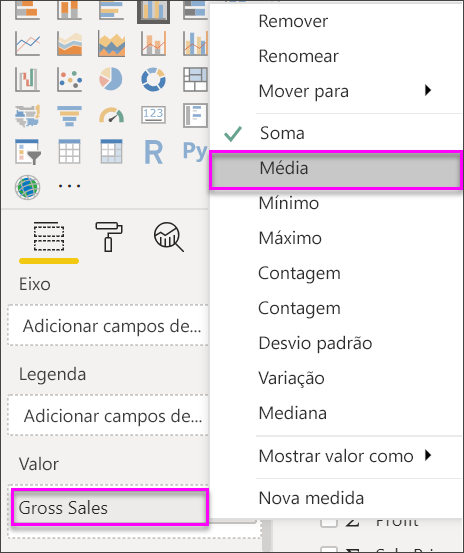 Remover
Renomear
Mover para
Soma
Média
Mínimo
Máximo
Contagem
Contagem
Desvio padrão
Variação
Mediana
Mostrar valor como
Nova medida
123
R
Py
Eixo
Adicionar campos de...
Legenda
Adicionar campos de...
Valor
Gross Sales
Profit